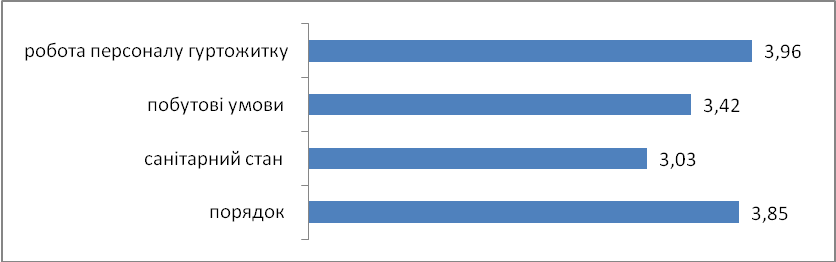 робота персоналу гуртожитку 3,96
побутові умови 3,42
санітарний стан 3,03
порядок 3,85